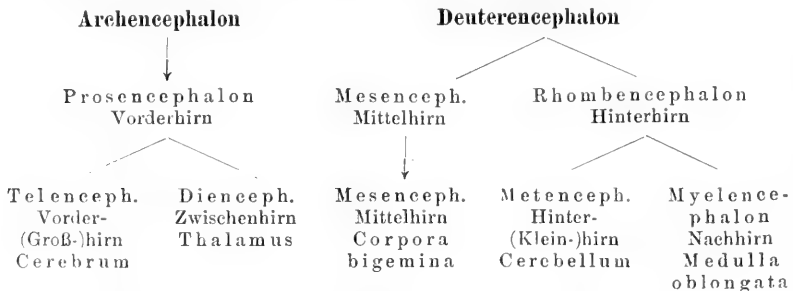 Archencephalon
Deuterencephalon
Prosencephalon
Vorderhirn
Mesenceph.
Mittelhirn
Rhombencephalon
Hinterhirn
Telenceph.
Vorder-
(Groß-)hirn
Cerebrum
Dienceph.
Zwischenhirn
Thalamus
Mesenceph.
Mittelhirn
Corpora
bigemina
Metenceph.
Hinter-
(Klein-)hirn
Cerebellum
Myelence-
phalon
Nachhirn
Medulla
oblongata